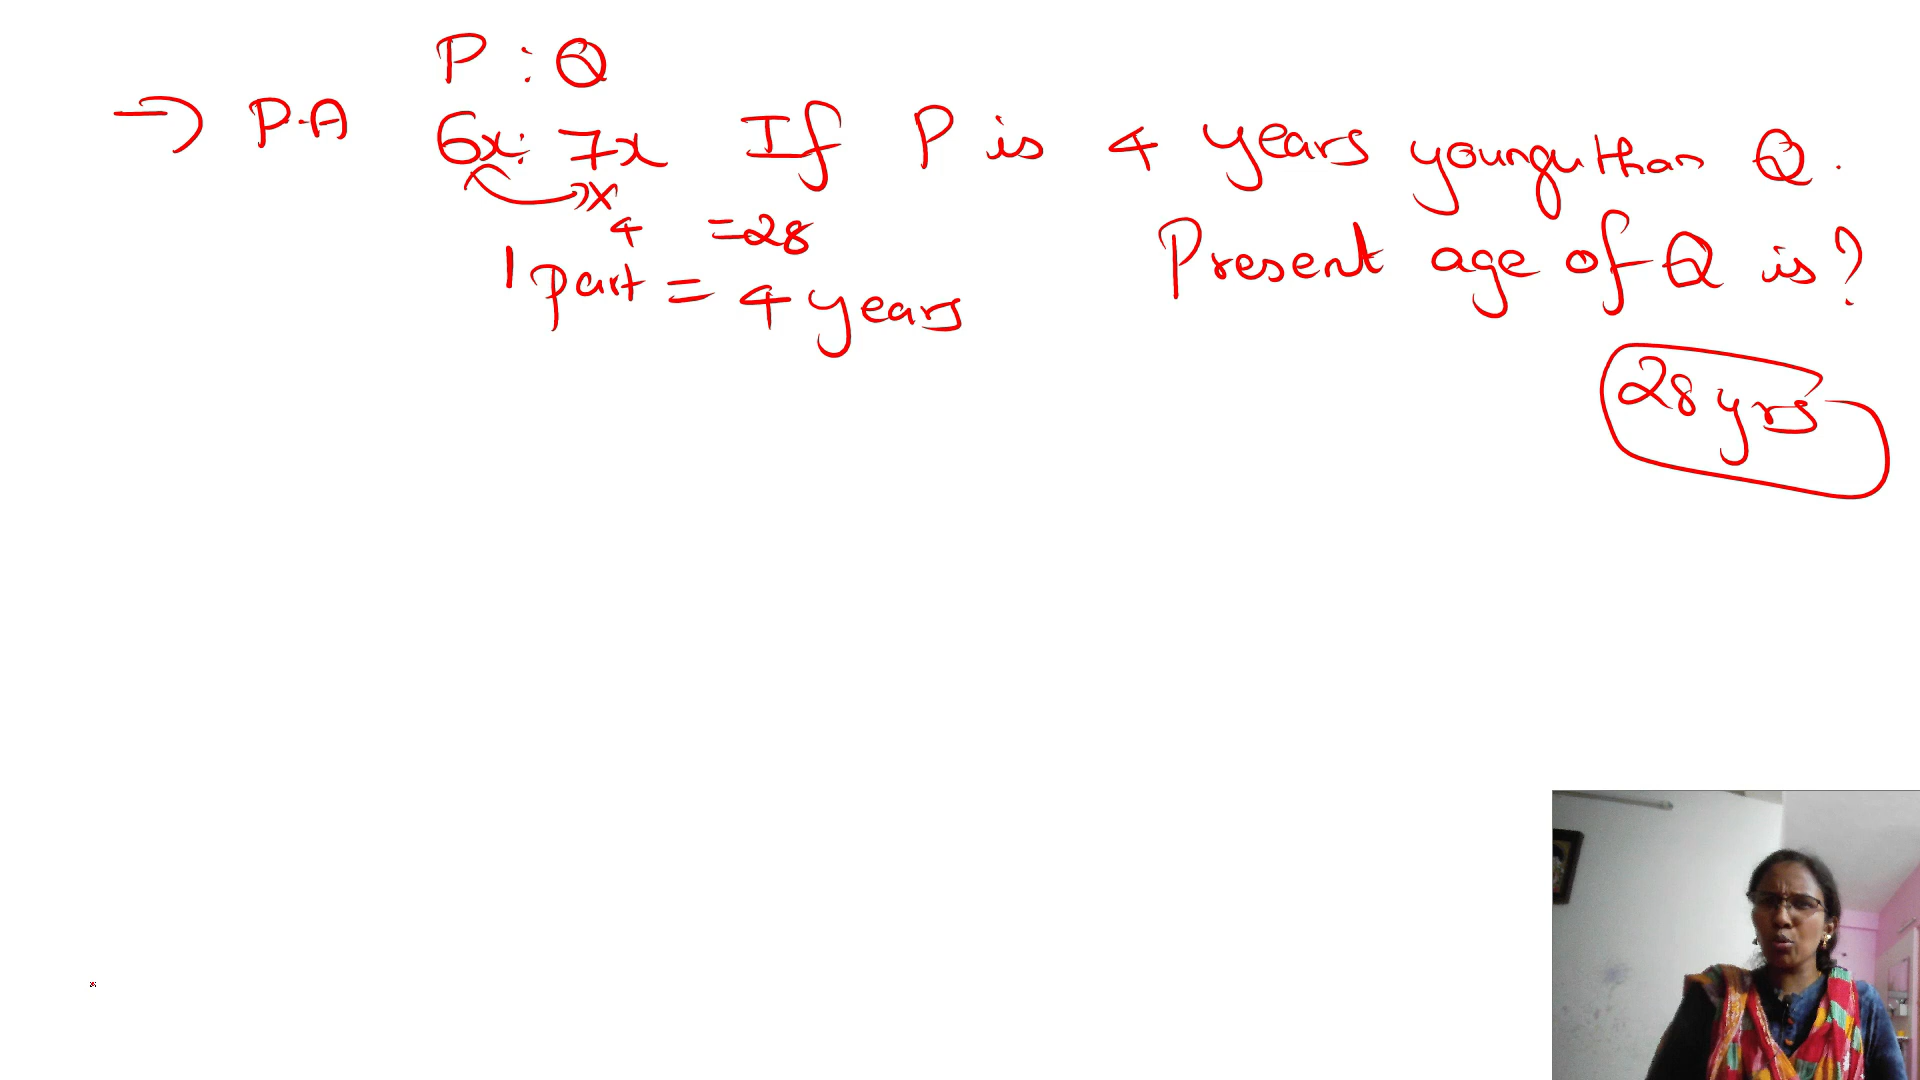 P : Q
→ P.A 6x : 7x If P is 4 years younger than Q.
x
4 = 28
Present age of Q is?
1 part = 4 years
28 yrs